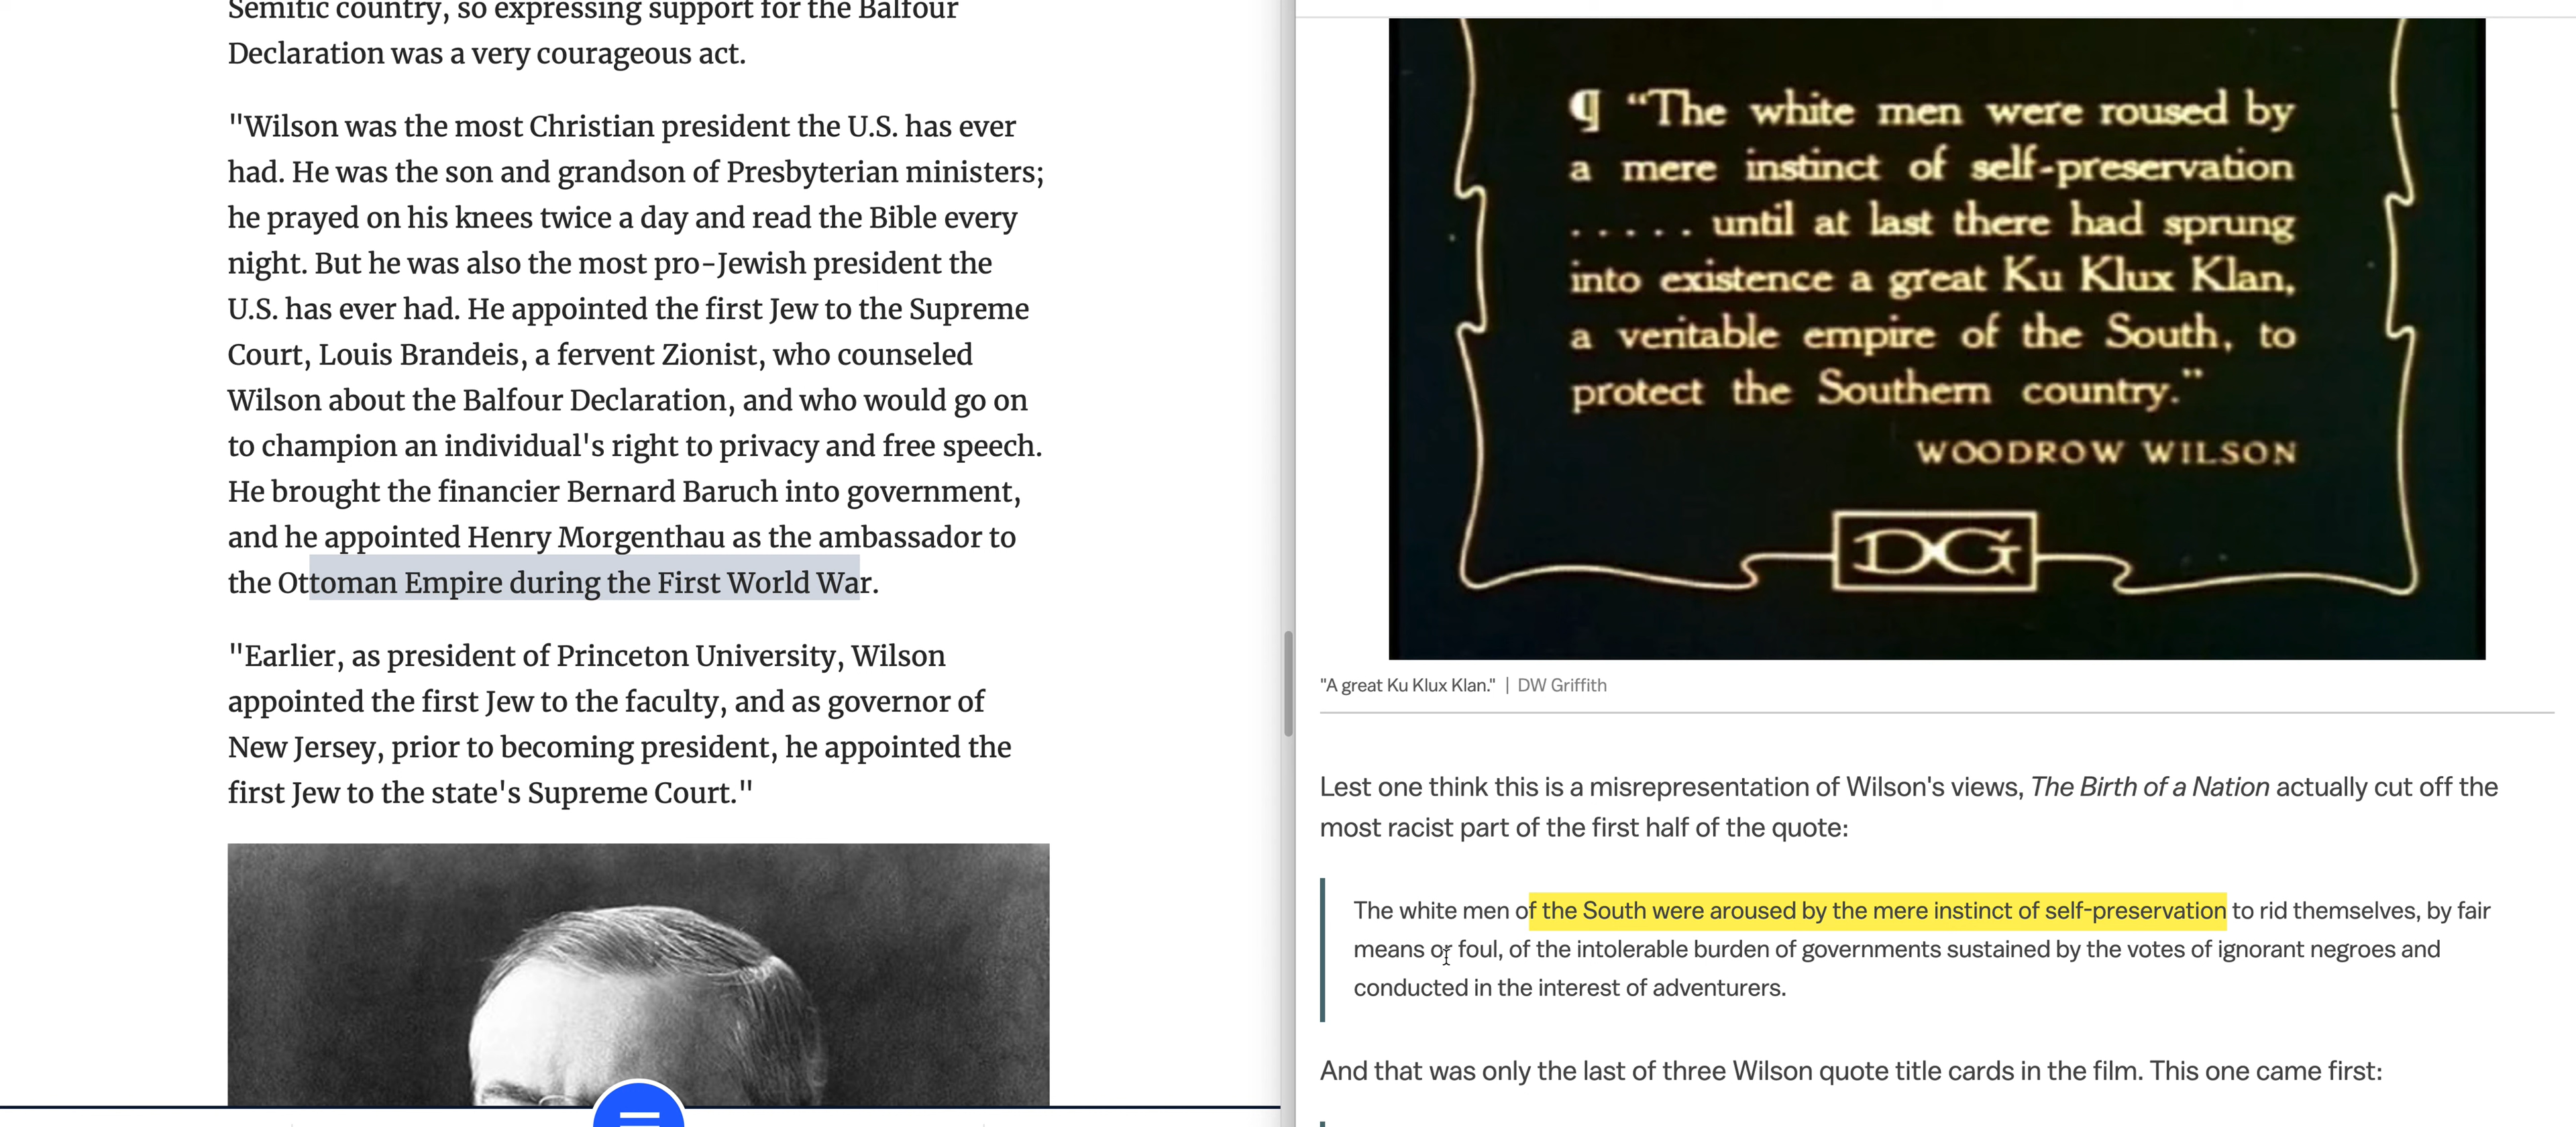 Semitic country, so expressing support for the Balfour
Declaration was a very courageous act.
"Wilson was the most Christian president the U.S. has ever
had. He was the son and grandson of Presbyterian ministers;
he prayed on his knees twice a day and read the Bible every
night. But he was also the most pro-Jewish president the
U.S. has ever had. He appointed the first Jew to the Supreme
Court, Louis Brandeis, a fervent Zionist, who counseled
Wilson about the Balfour Declaration, and who would go on
to champion an individual's right to privacy and free speech.
He brought the financier Bernard Baruch into government,
and he appointed Henry Morgenthau as the ambassador to
the Ottoman Empire during the First World War.
"Earlier, as president of Princeton University, Wilson
appointed the first Jew to the faculty, and as governor of
New Jersey, prior to becoming president, he appointed the
first Jew to the state's Supreme Court."
¶ “The white men were roused by
a mere instinct of self-preservation
. . . . . until at last there had sprung
into existence a great Ku Klux Klan,
a veritable empire of the South, to
protect the Southern country.”
WOODROW WILSON
DG
"A great Ku Klux Klan." | DW Griffith
Lest one think this is a misrepresentation of Wilson's views, The Birth of a Nation actually cut off the
most racist part of the first half of the quote:
The white men of the South were aroused by the mere instinct of self-preservation to rid themselves, by fair
means or foul, of the intolerable burden of governments sustained by the votes of ignorant negroes and
conducted in the interest of adventurers.
And that was only the last of three Wilson quote title cards in the film. This one came first: